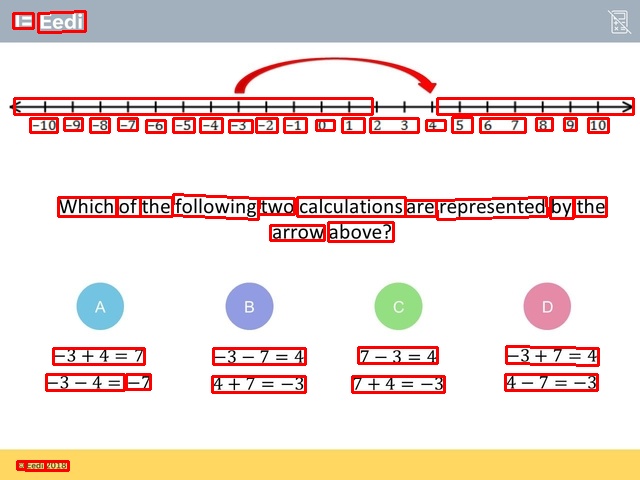 Eedi
−10 −9 −8 −7 −6 −5 −4 −3 −2 −1 0 1 2 3 4 5 6 7 8 9 10
Which of the following two calculations are represented by the
arrow above?
A B C D
−3 + 4 = 7 −3 − 7 = 4 7 − 3 = 4 −3 + 7 = 4
−3 − 4 = −7 4 + 7 = −3 7 + 4 = −3 4 − 7 = −3
© Eedi 2018